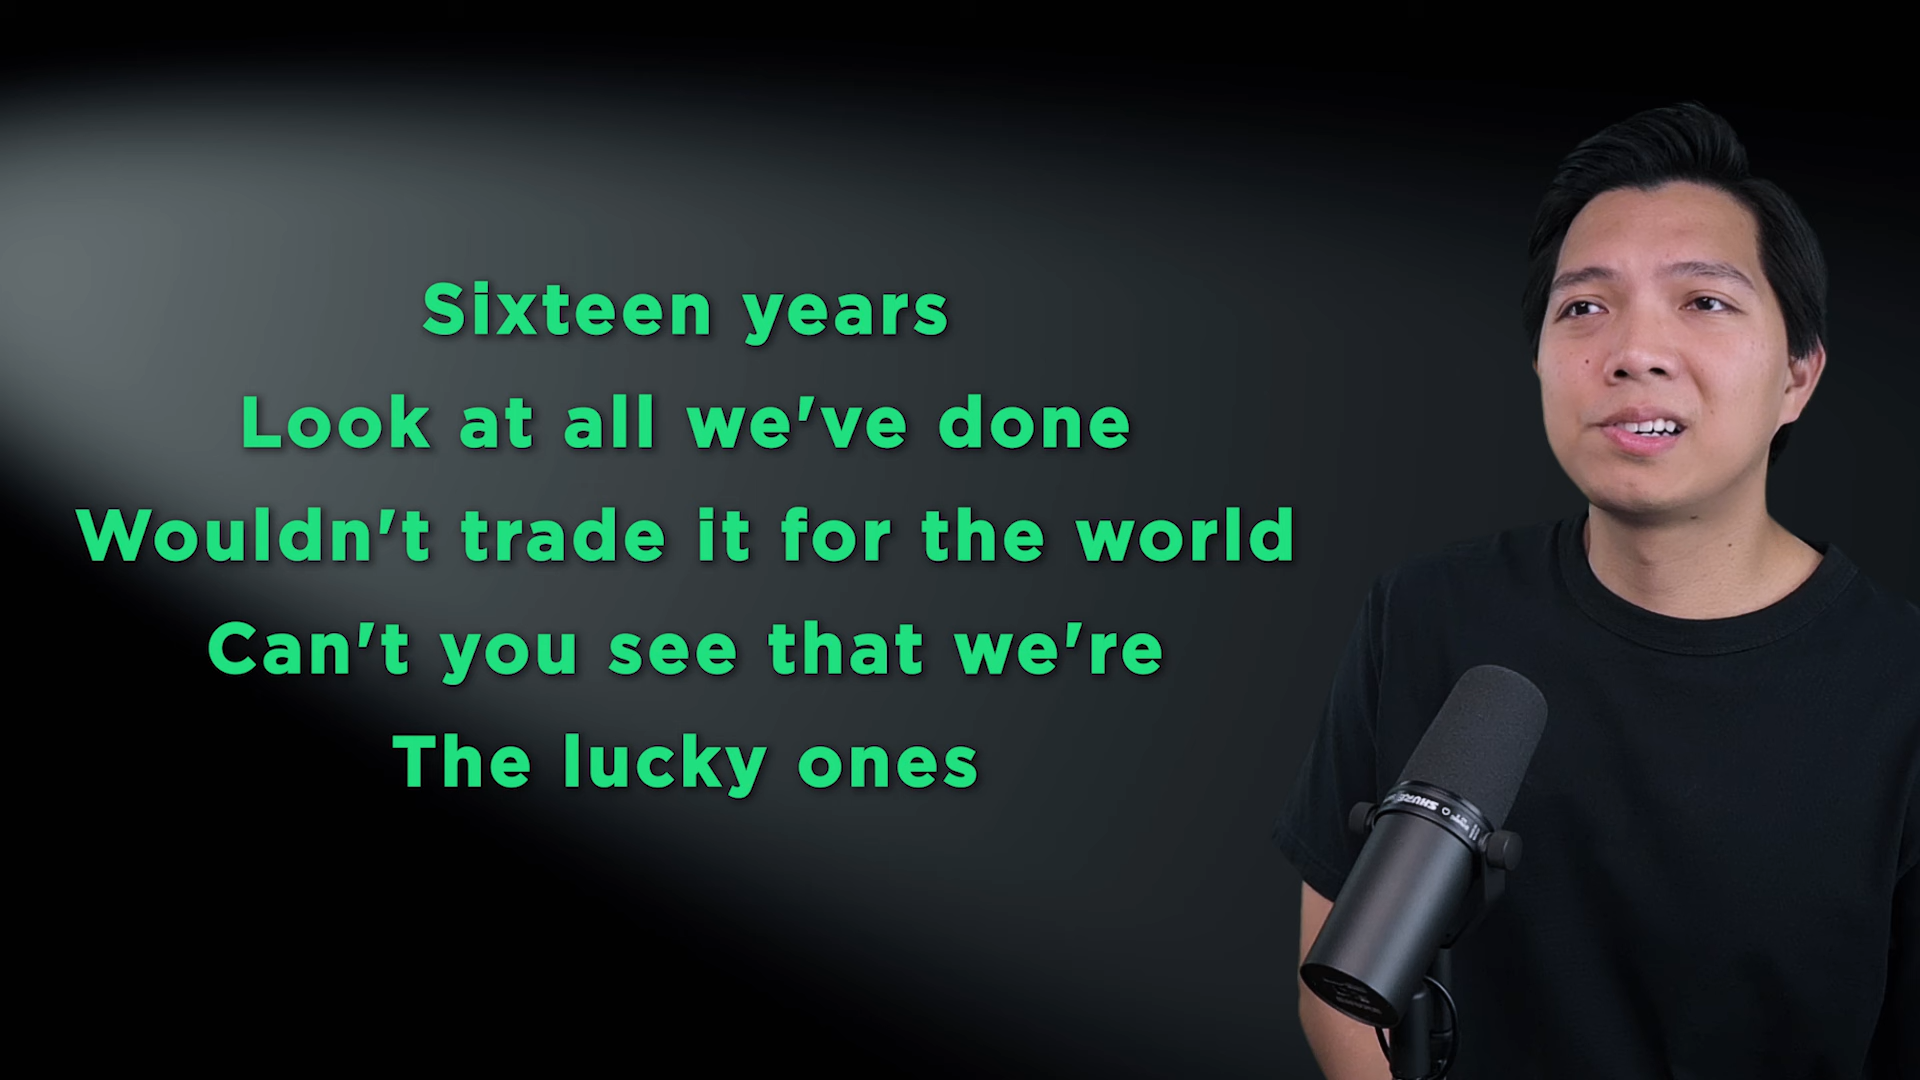 Sixteen years
Look at all we've done
Wouldn't trade it for the world
Can't you see that we're
The lucky ones
SHURE